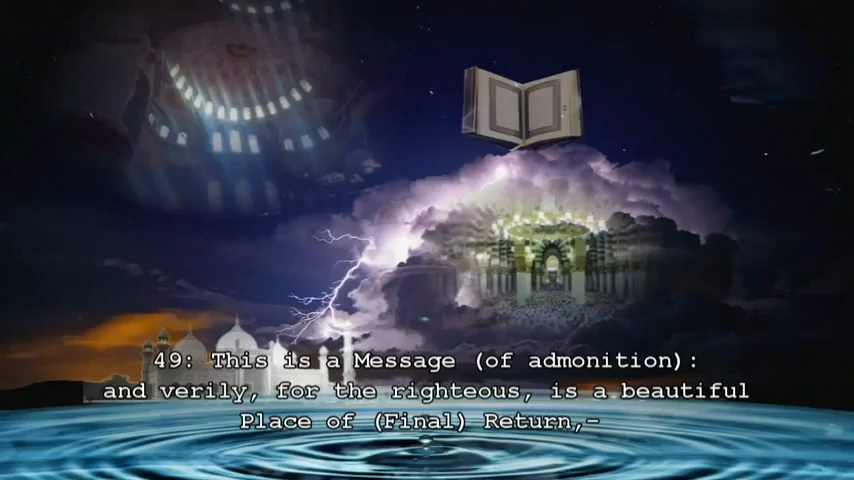 49: This is a Message (of admonition):
and verily, for the righteous, is a beautiful
Place of (Final) Return,-